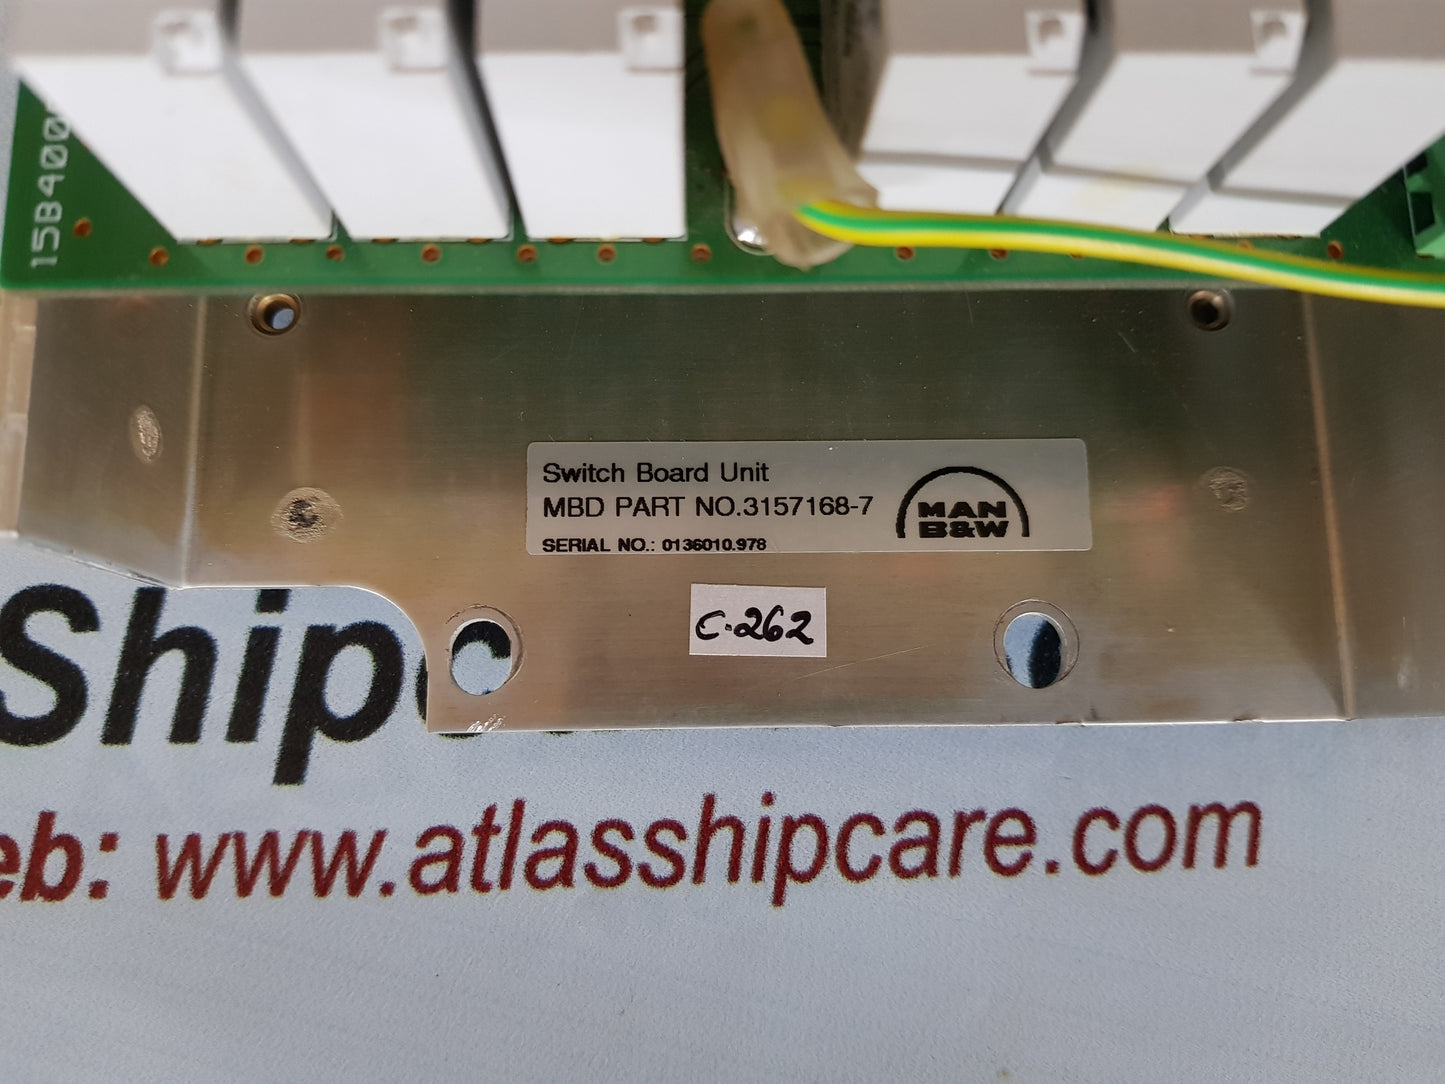 15B400
Switch Board Unit
MBD PART NO.3157168-7
SERIAL NO.: 0136010.978
MAN
B&W
C-262
Ship
eb: www.atlasshipcare.com